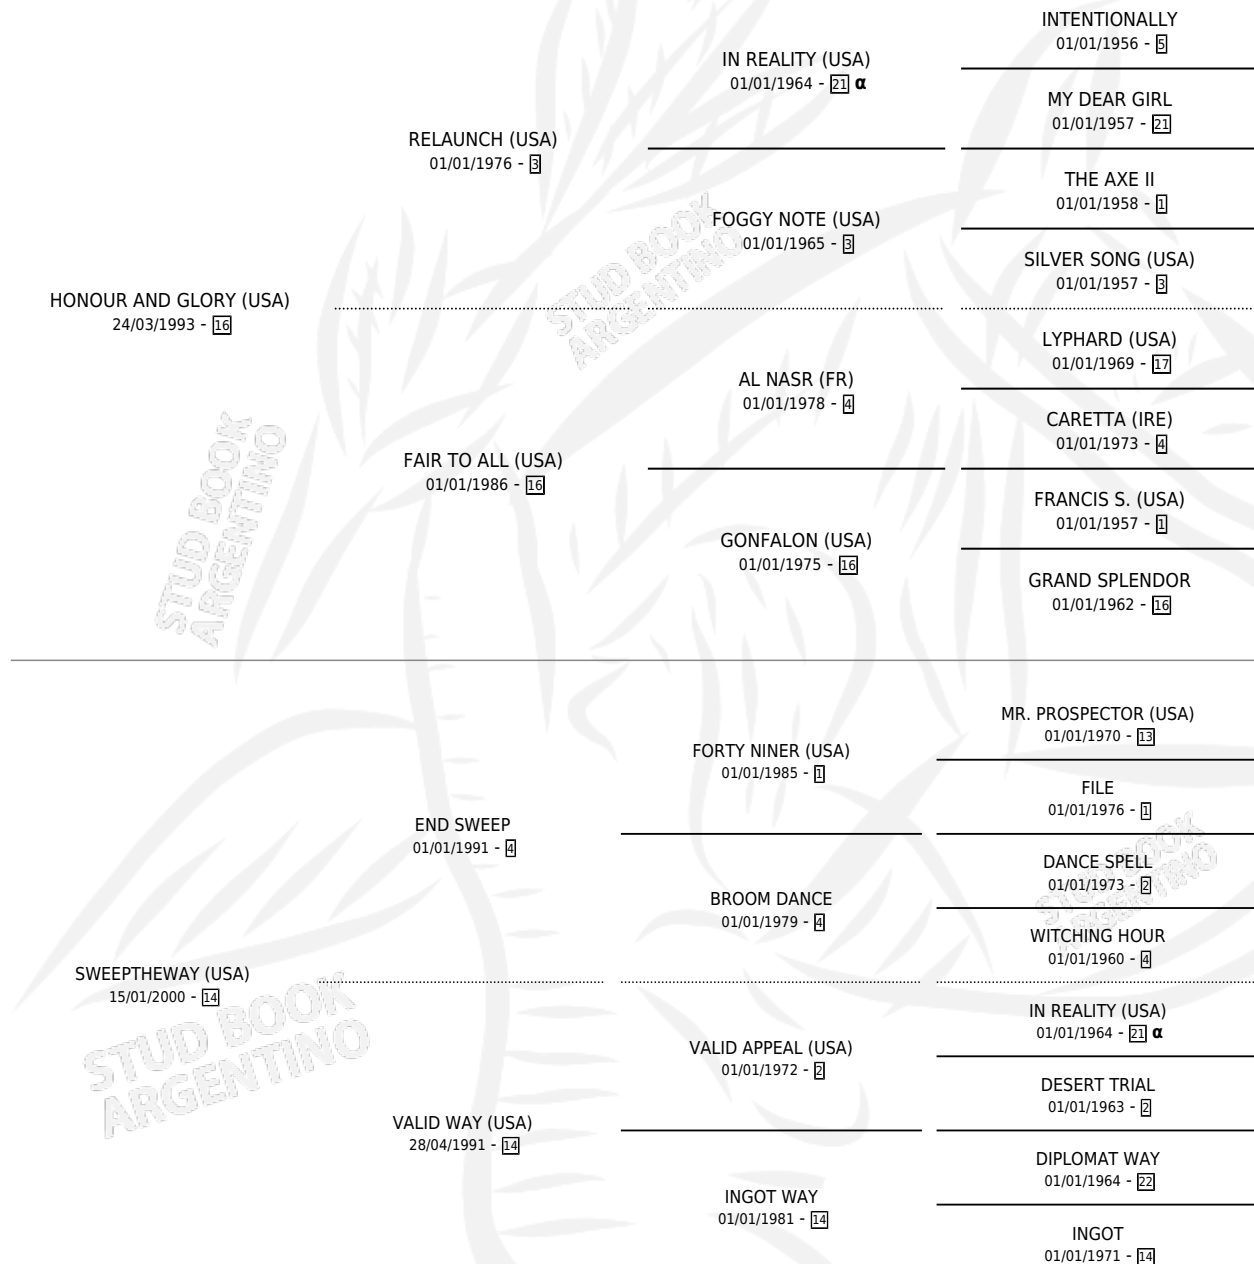 INTENTIONALLY
01/01/1956 - 5
IN REALITY (USA)
01/01/1964 - 21 α
MY DEAR GIRL
01/01/1957 - 21
RELAUNCH (USA)
01/01/1976 - 3
THE AXE II
01/01/1958 - 1
FOGGY NOTE (USA)
01/01/1965 - 3
SILVER SONG (USA)
01/01/1957 - 3
HONOUR AND GLORY (USA)
24/03/1993 - 16
LYPHARD (USA)
01/01/1969 - 17
AL NASR (FR)
01/01/1978 - 4
CARETTA (IRE)
01/01/1973 - 4
FAIR TO ALL (USA)
01/01/1986 - 16
FRANCIS S. (USA)
01/01/1957 - 1
GONFALON (USA)
01/01/1975 - 16
GRAND SPLENDOR
01/01/1962 - 16
MR. PROSPECTOR (USA)
01/01/1970 - 13
FORTY NINER (USA)
01/01/1985 - 1
FILE
01/01/1976 - 1
END SWEEP
01/01/1991 - 4
DANCE SPELL
01/01/1973 - 2
BROOM DANCE
01/01/1979 - 4
WITCHING HOUR
01/01/1960 - 4
SWEEPTHEWAY (USA)
15/01/2000 - 14
IN REALITY (USA)
01/01/1964 - 21 α
VALID APPEAL (USA)
01/01/1972 - 2
DESERT TRIAL
01/01/1963 - 2
VALID WAY (USA)
28/04/1991 - 14
DIPLOMAT WAY
01/01/1964 - 22
INGOT WAY
01/01/1981 - 14
INGOT
01/01/1971 - 14
STUD BOOK
ARGENTINO
STUD BOOK
ARGENTINO
STUD BOOK
ARGENTINO
STUD BOOK
ARGENTINO